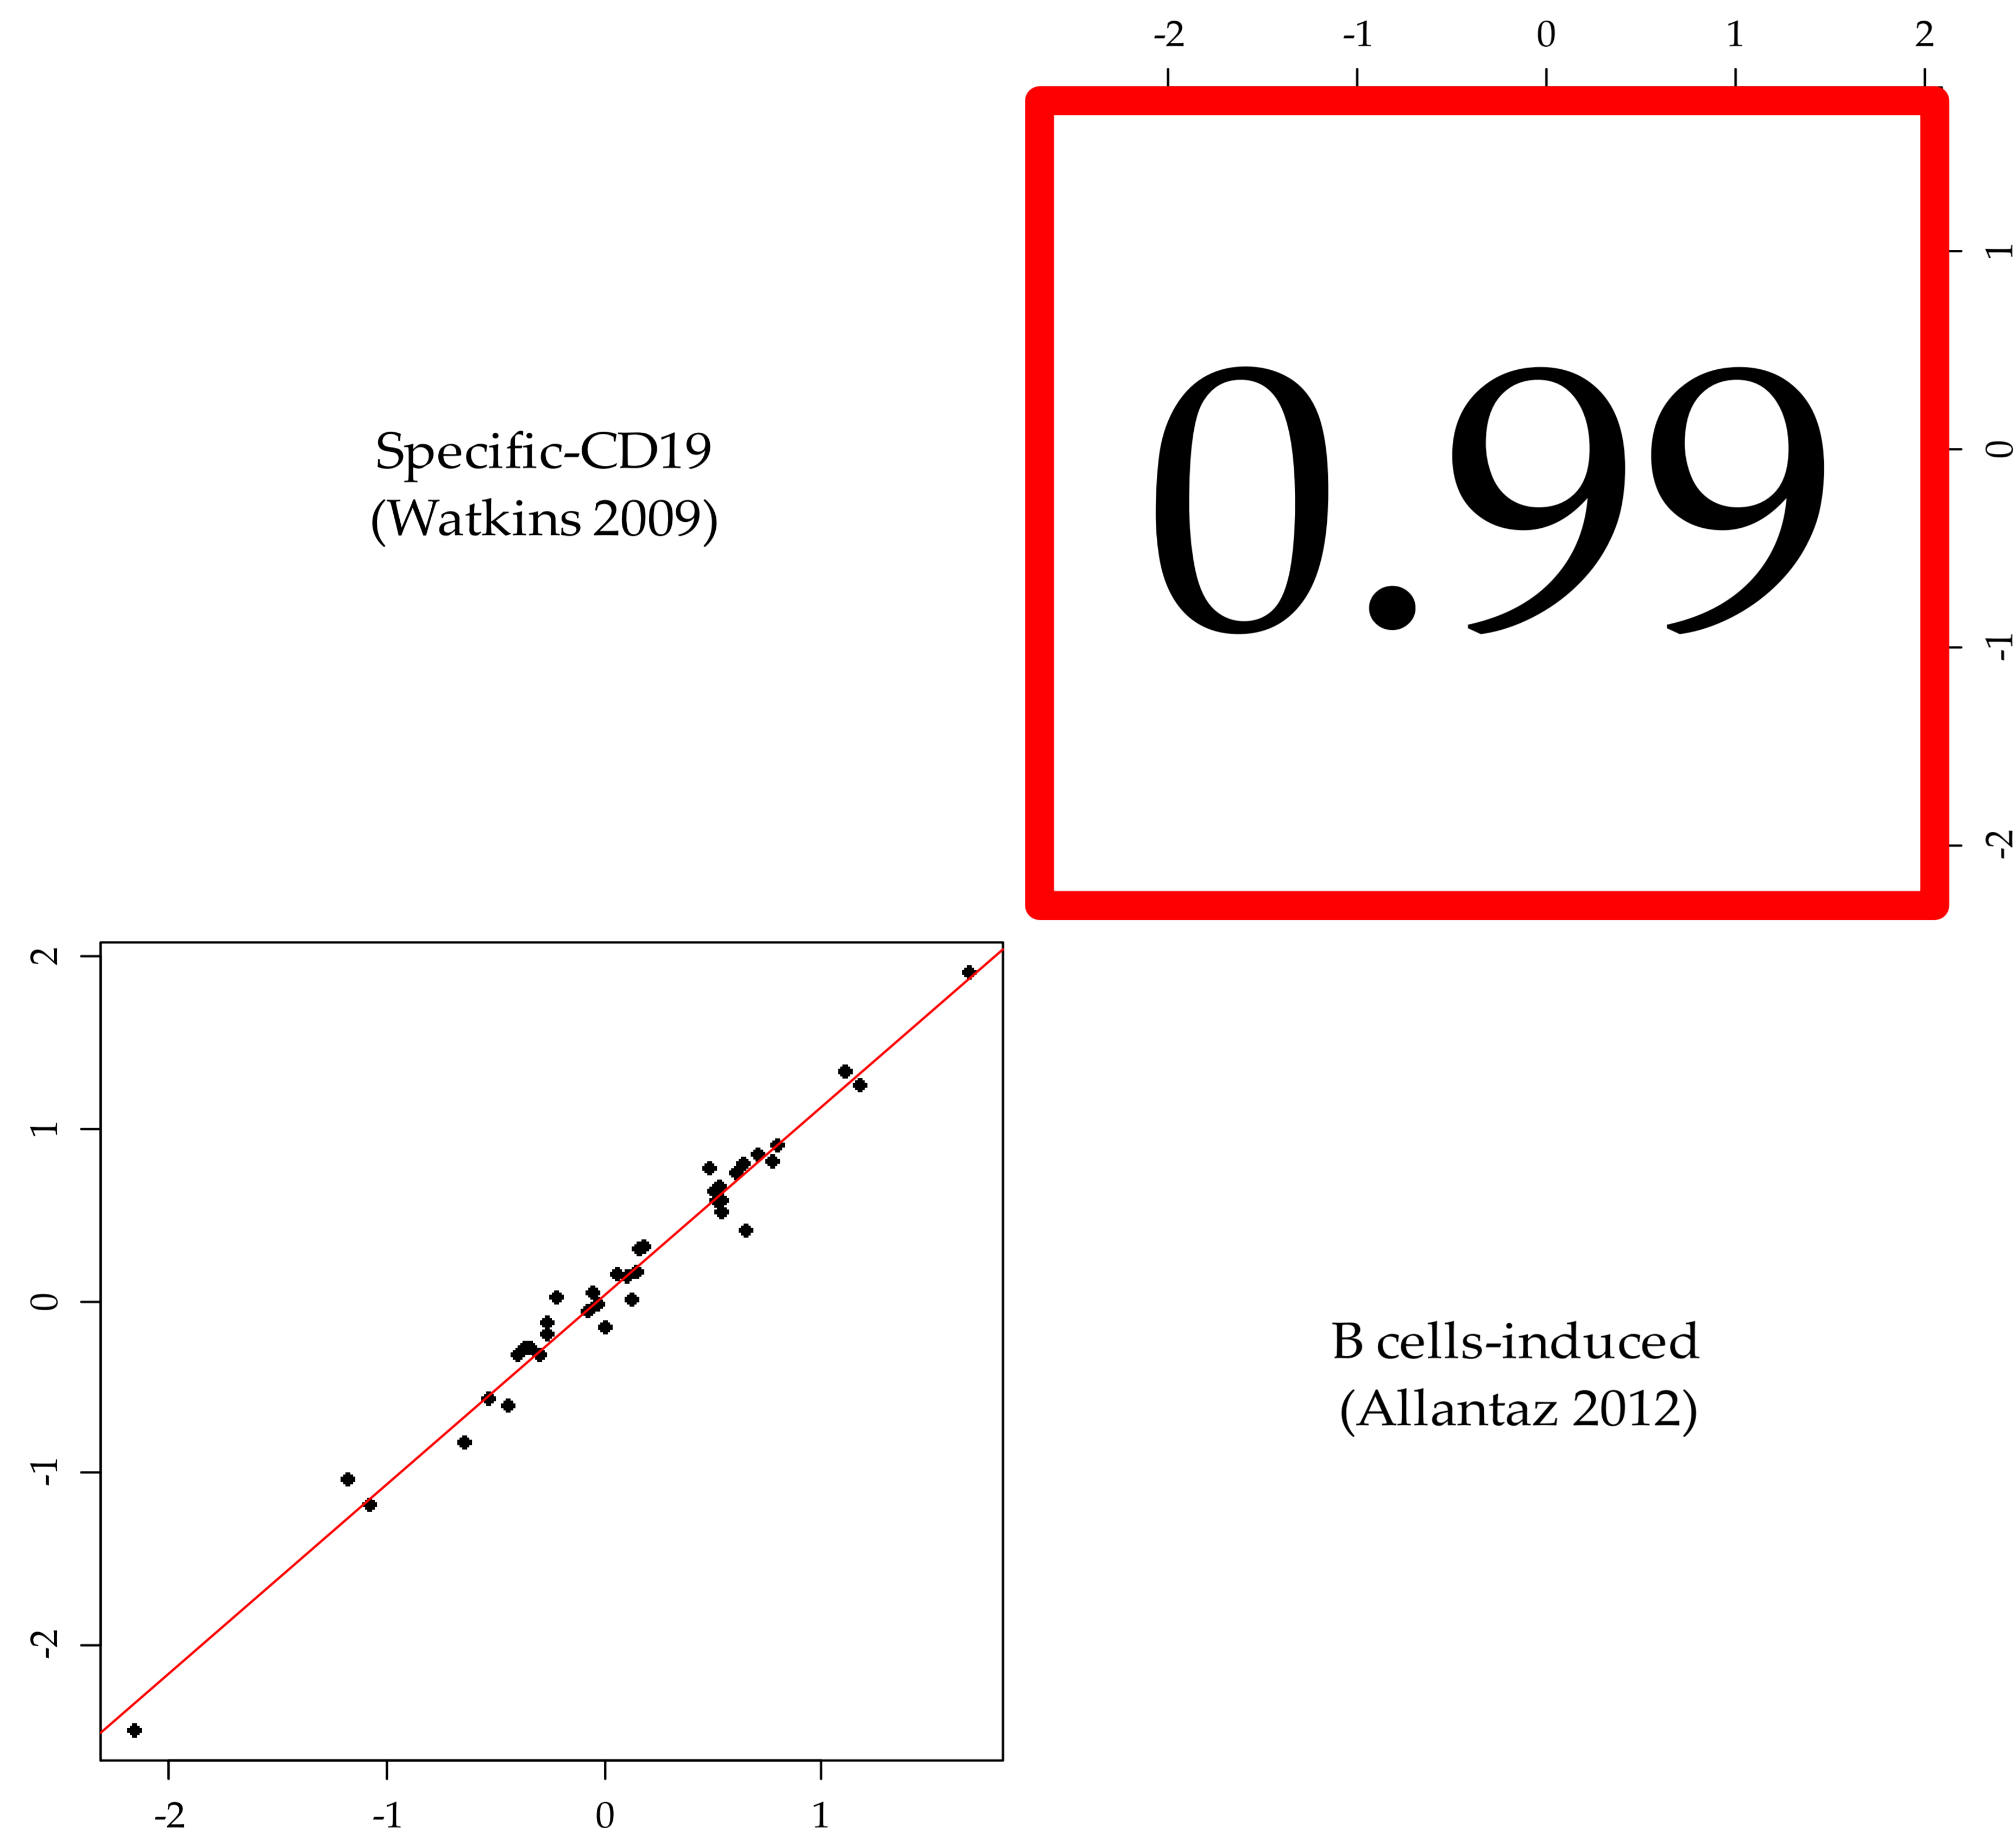 -2 -1 0 1 2
1
0
-1
-2
0.99
Specific-CD19
(Watkins 2009)
2
1
0
-1
-2
B cells-induced
(Allantaz 2012)
-2 -1 0 1